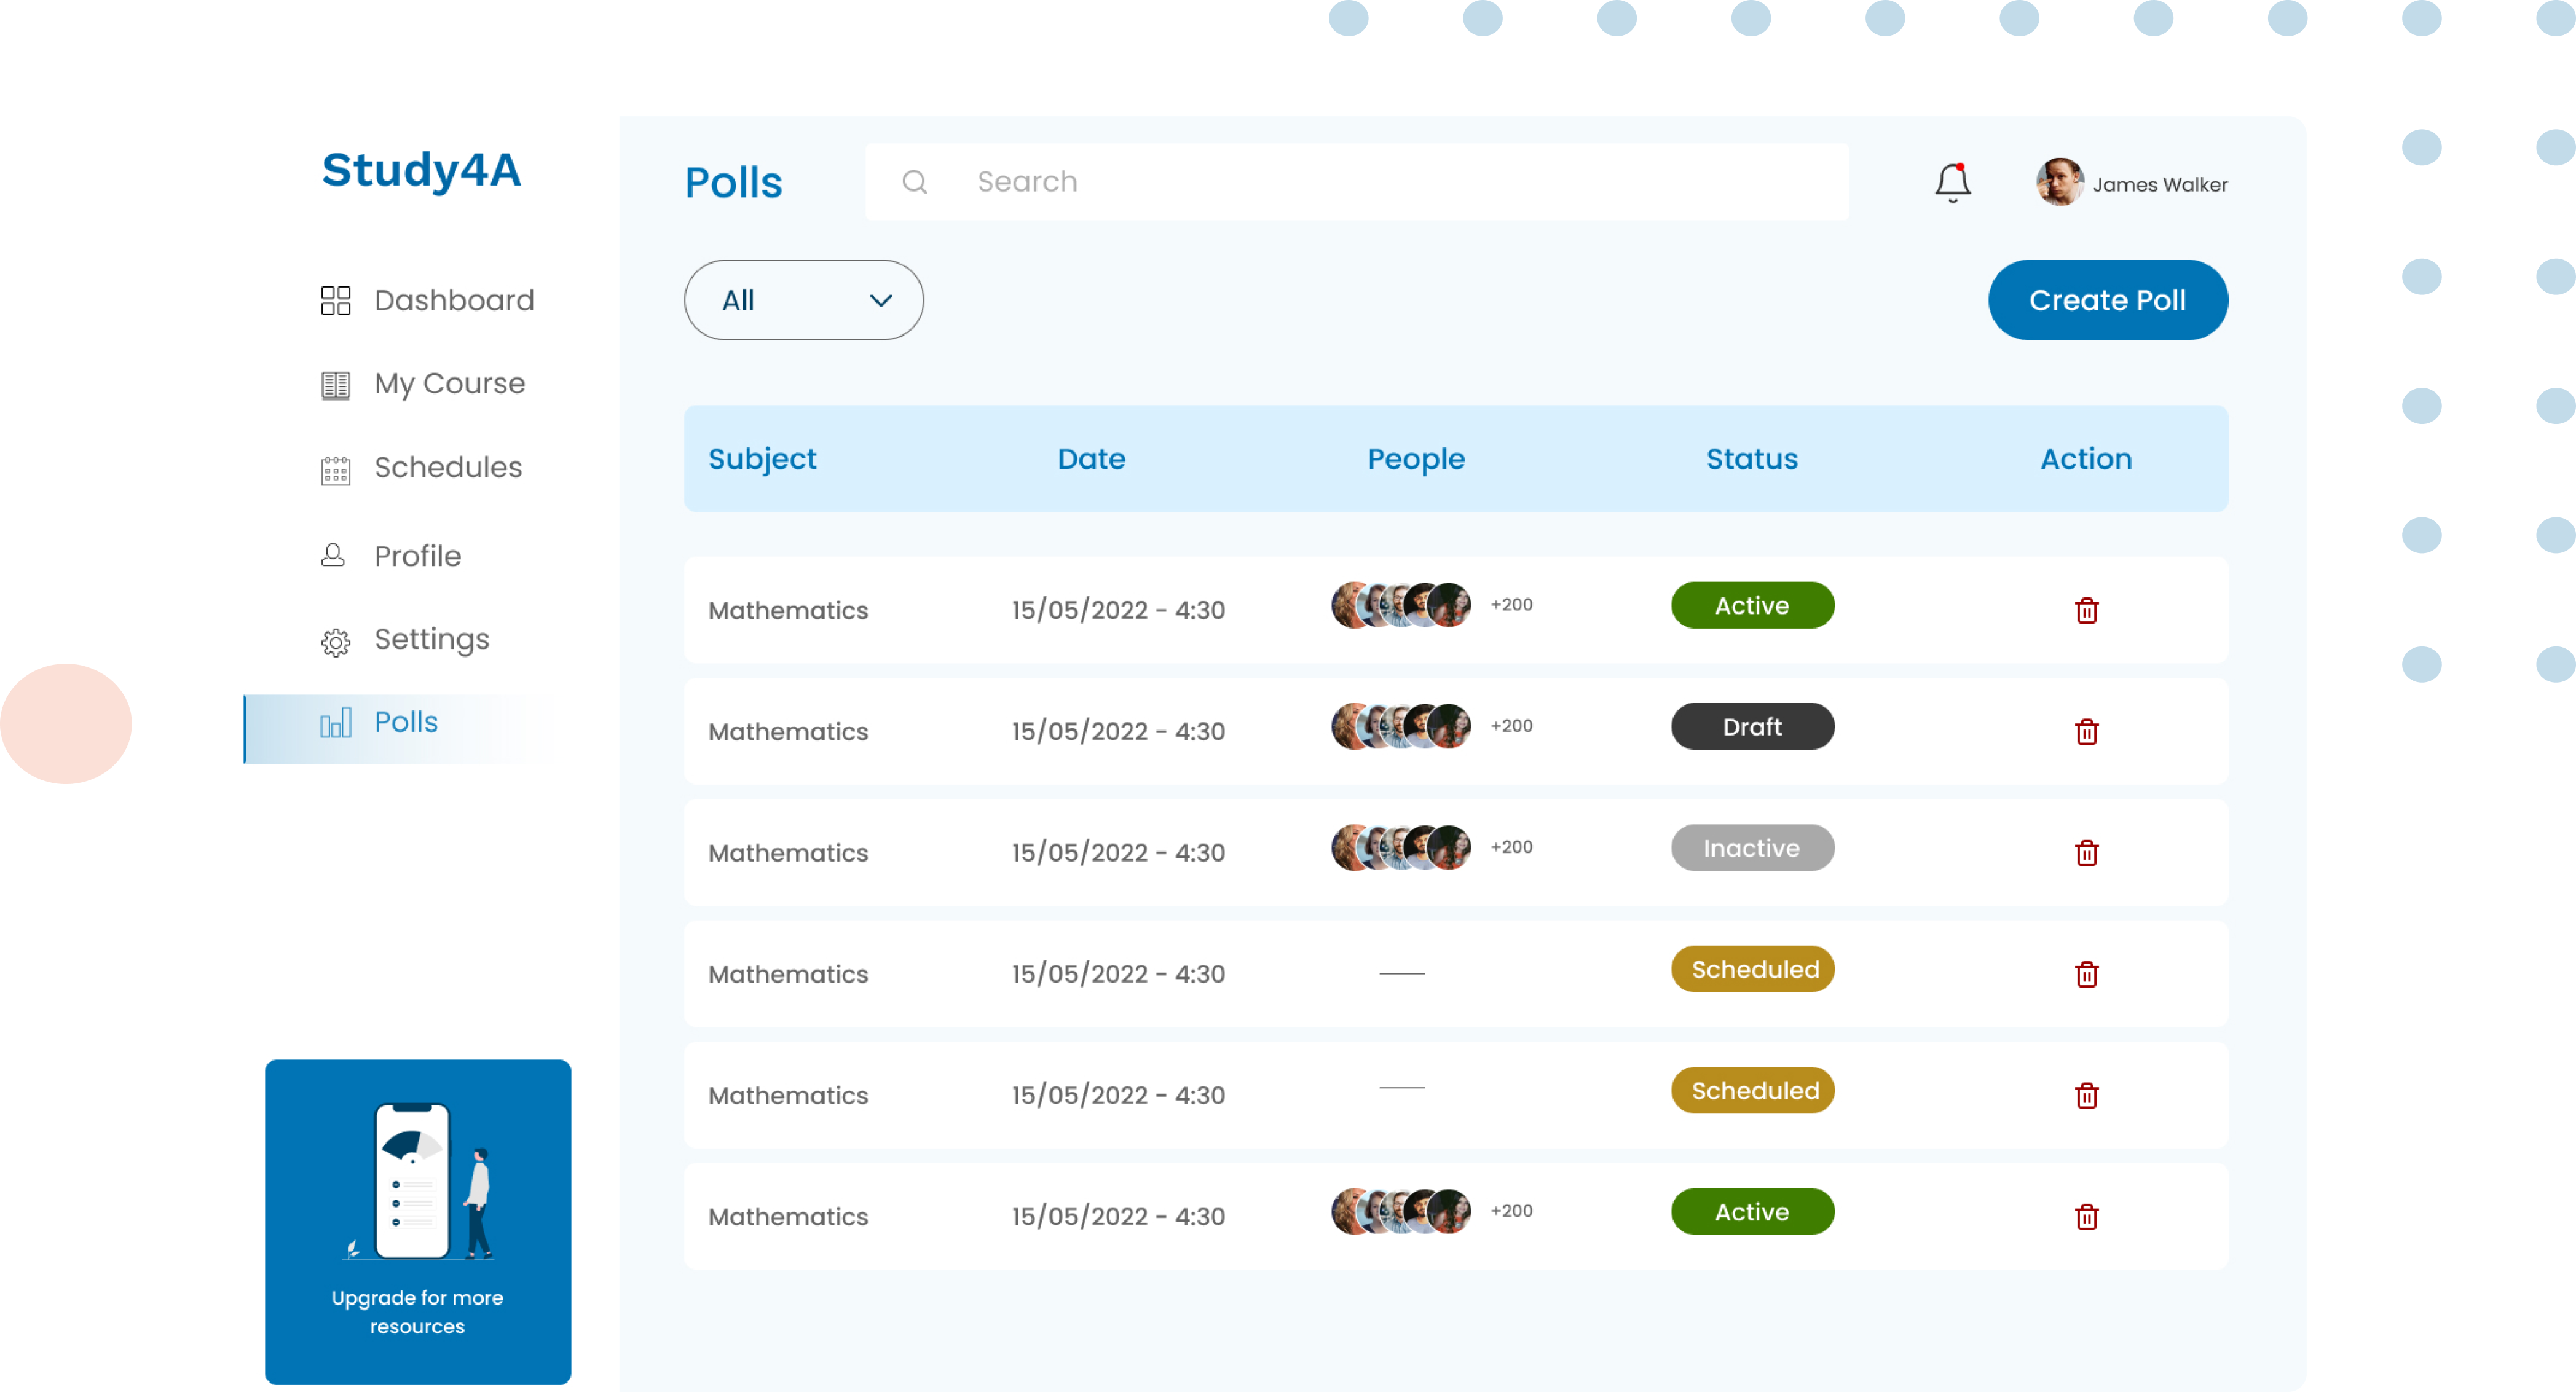 Study4A
Dashboard
My Course
Schedules
Profile
Settings
Polls
Upgrade for more
resources
Polls
Search
James Walker
All
Create Poll
Subject Date People Status Action
Mathematics 15/05/2022 - 4:30 +200 Active
Mathematics 15/05/2022 - 4:30 +200 Draft
Mathematics 15/05/2022 - 4:30 +200 Inactive
Mathematics 15/05/2022 - 4:30 Scheduled
Mathematics 15/05/2022 - 4:30 Scheduled
Mathematics 15/05/2022 - 4:30 +200 Active